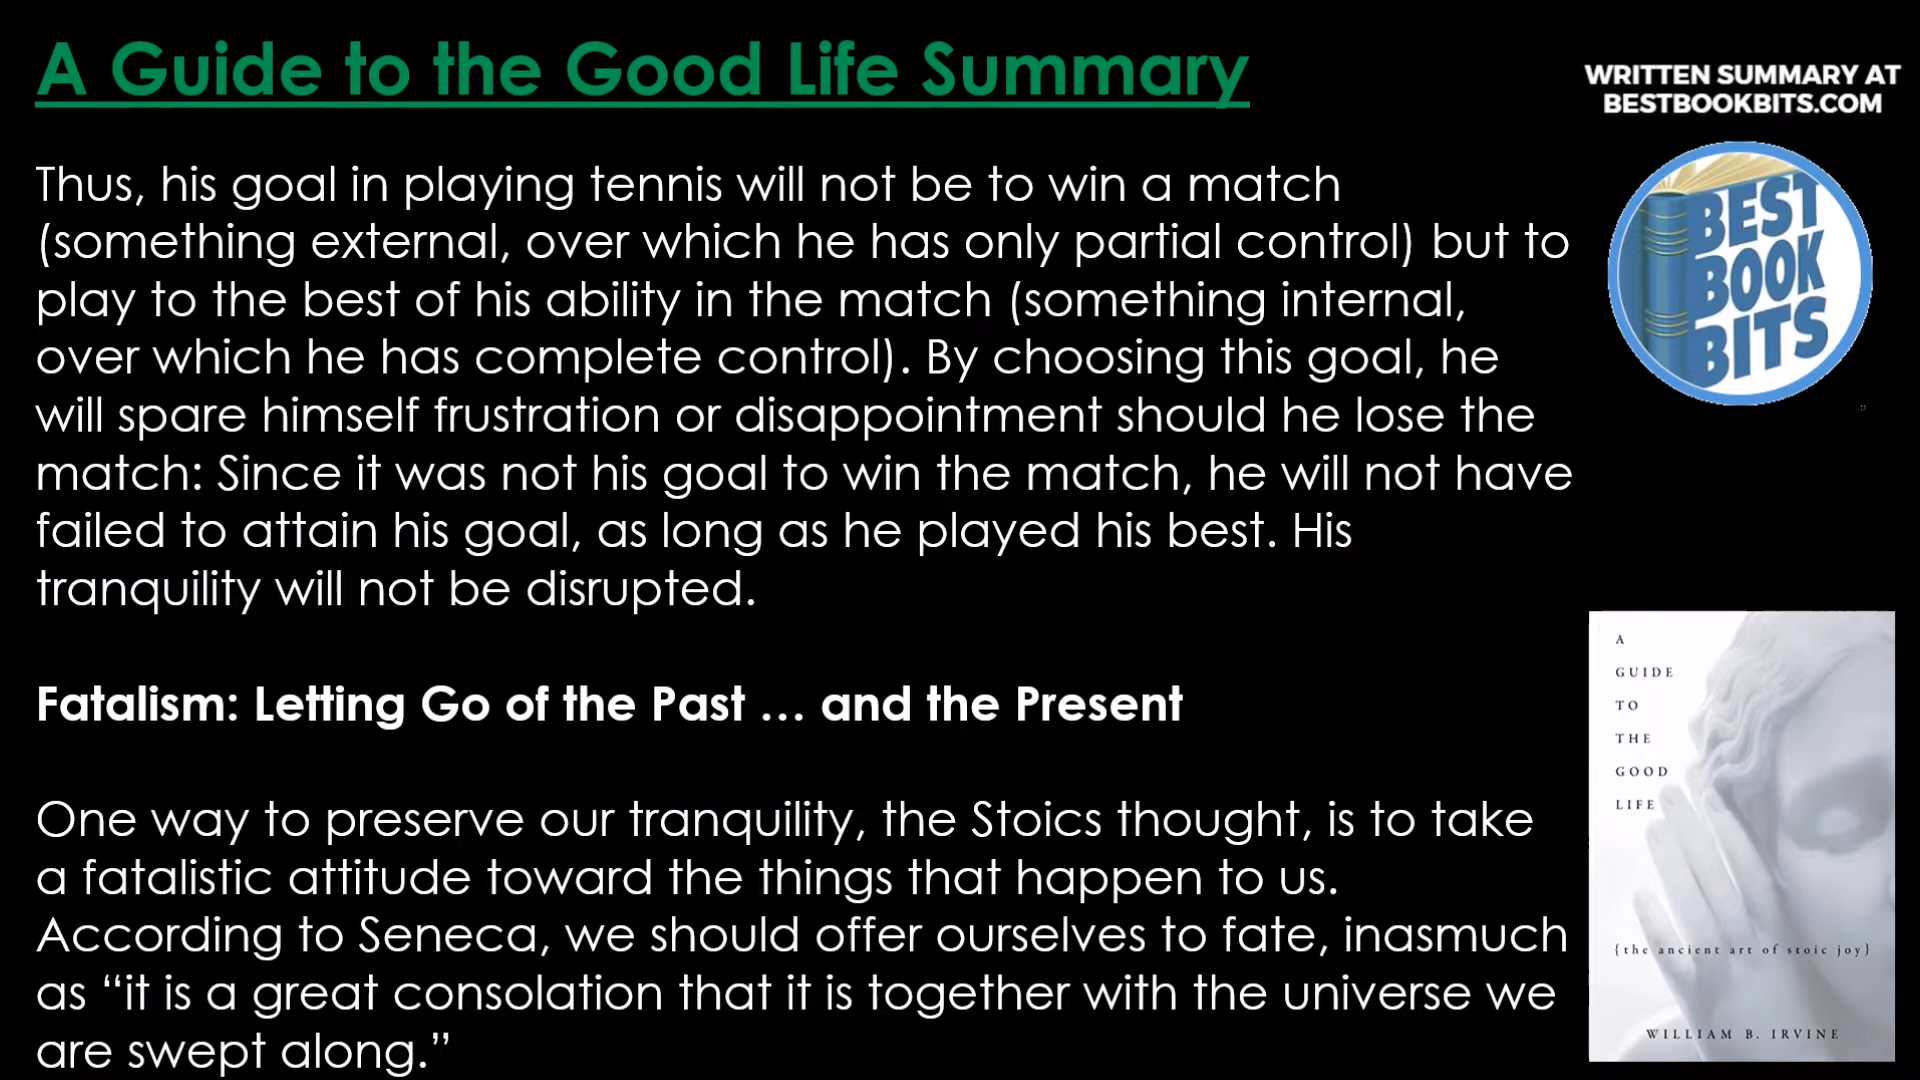 A Guide to the Good Life Summary
WRITTEN SUMMARY AT
BESTBOOKBITS.COM
BEST
BOOK
BITS
Thus, his goal in playing tennis will not be to win a match
(something external, over which he has only partial control) but to
play to the best of his ability in the match (something internal,
over which he has complete control). By choosing this goal, he
will spare himself frustration or disappointment should he lose the
match: Since it was not his goal to win the match, he will not have
failed to attain his goal, as long as he played his best. His
tranquility will not be disrupted.
Fatalism: Letting Go of the Past … and the Present
One way to preserve our tranquility, the Stoics thought, is to take
a fatalistic attitude toward the things that happen to us.
According to Seneca, we should offer ourselves to fate, inasmuch
as “it is a great consolation that it is together with the universe we
are swept along.”
A
GUIDE
TO
THE
GOOD
LIFE
{the ancient art of stoic joy}
WILLIAM B. IRVINE